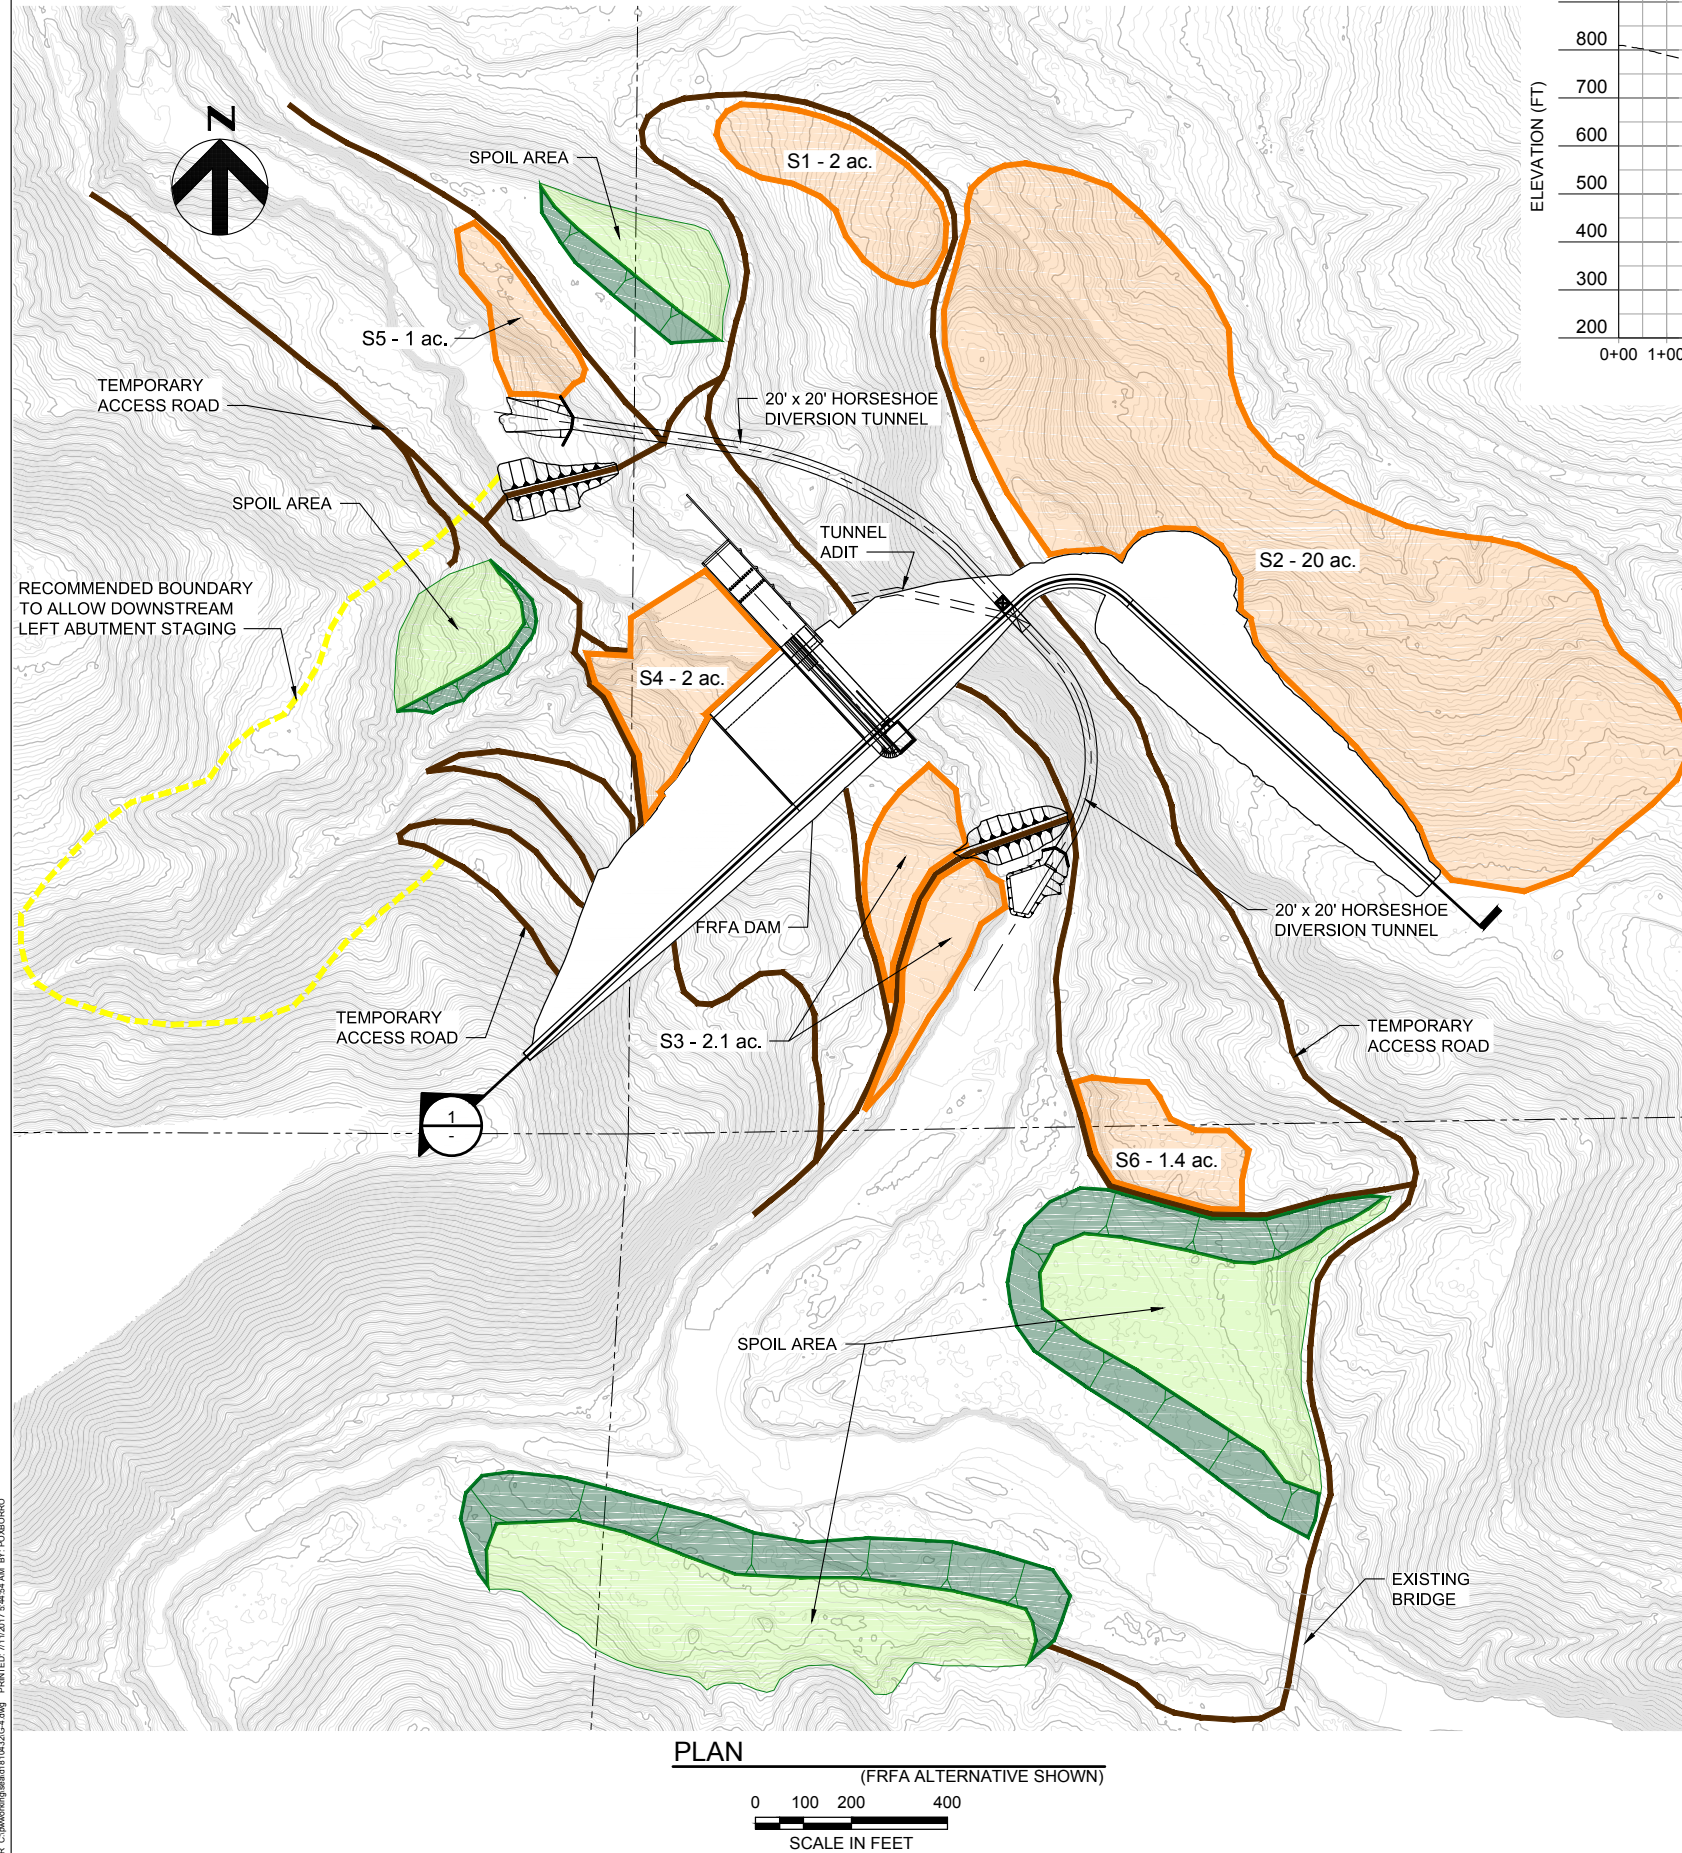 800
700
600
500
400
300
200
ELEVATION (FT)
0+00 1+00
N
SPOIL AREA
S1 - 2 ac.
S5 - 1 ac.
TEMPORARY
ACCESS ROAD
20' x 20' HORSESHOE
DIVERSION TUNNEL
SPOIL AREA
TUNNEL
ADIT
S2 - 20 ac.
RECOMMENDED BOUNDARY
TO ALLOW DOWNSTREAM
LEFT ABUTMENT STAGING
S4 - 2 ac.
FRFA DAM
20' x 20' HORSESHOE
DIVERSION TUNNEL
TEMPORARY
ACCESS ROAD
S3 - 2.1 ac.
TEMPORARY
ACCESS ROAD
1
-
S6 - 1.4 ac.
SPOIL AREA
EXISTING
BRIDGE
PLAN
(FRFA ALTERNATIVE SHOWN)
0 100 200 400
SCALE IN FEET